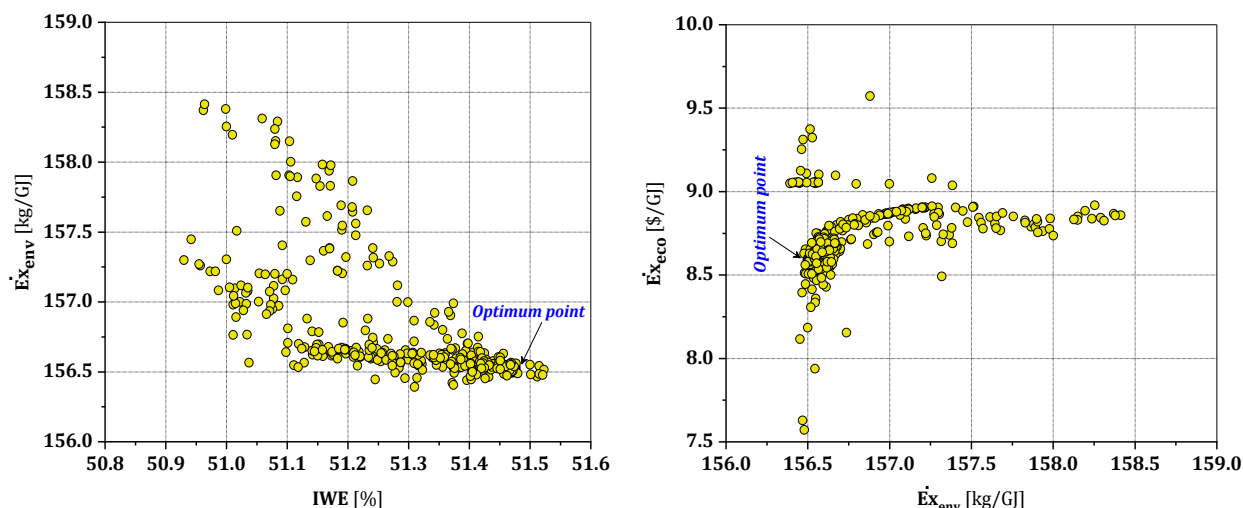 159.0
158.5
158.0
157.5
157.0
156.5
156.0
Ėx_env [kg/GJ]
Optimum point
50.8 50.9 51.0 51.1 51.2 51.3 51.4 51.5 51.6
IWE [%]
10.0
9.5
9.0
8.5
8.0
7.5
Ėx_eco [$/GJ]
Optimum point
156.0 156.5 157.0 157.5 158.0 158.5 159.0
Ėx_env [kg/GJ]